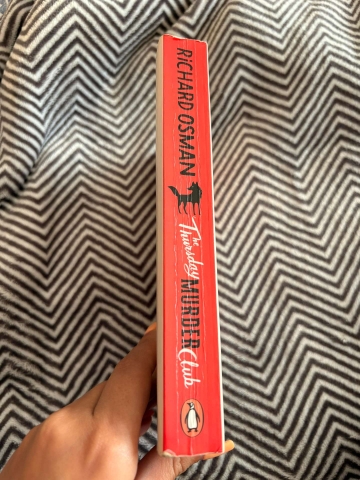 RiCHARD OSMAN
The
Thursday
MURDER
Club